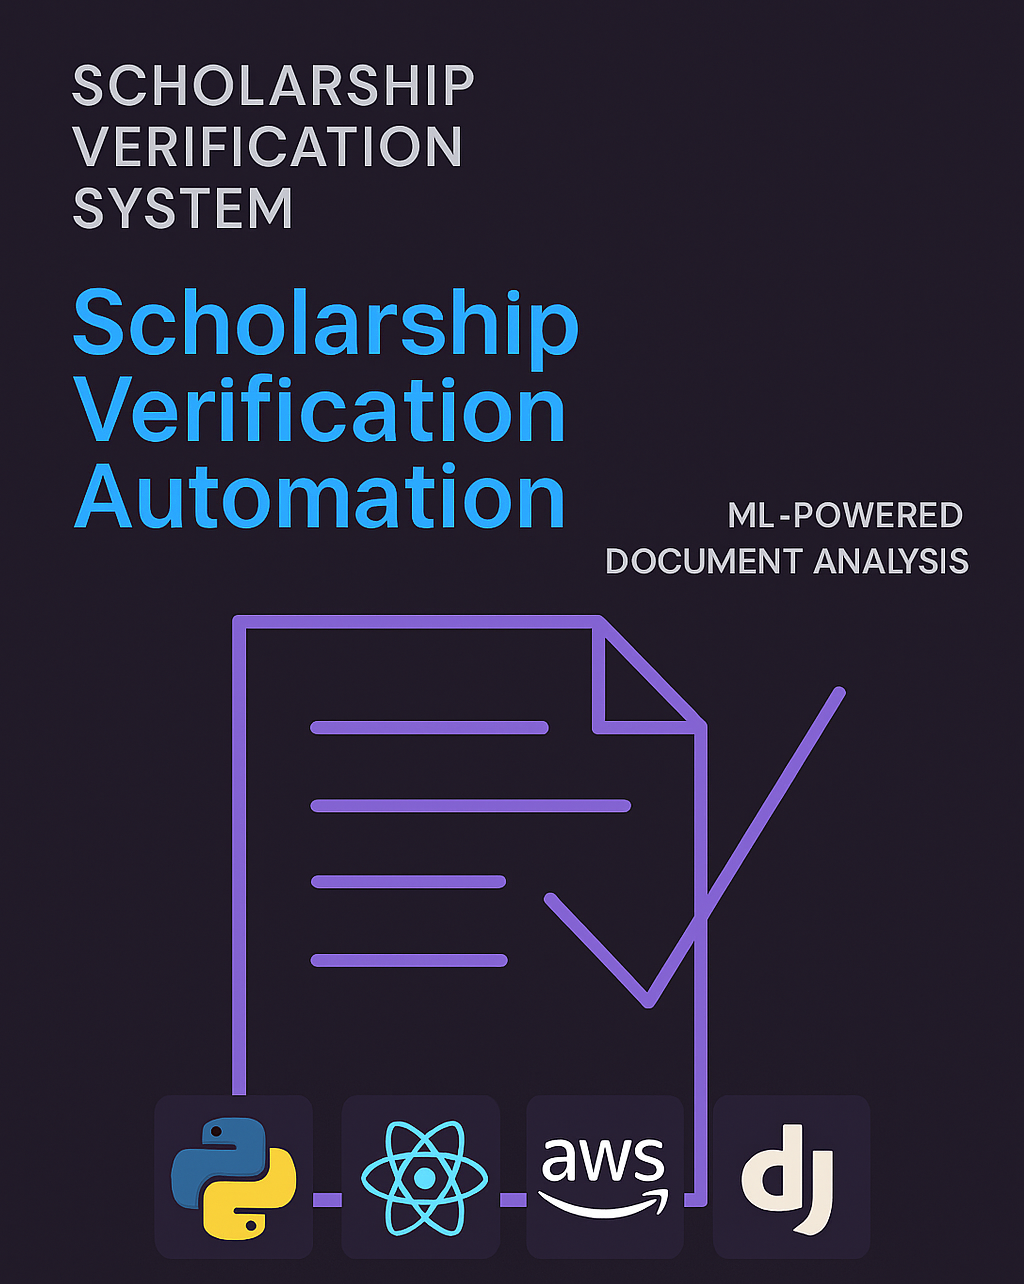 SCHOLARSHIP
VERIFICATION
SYSTEM
Scholarship
Verification
Automation
ML-POWERED
DOCUMENT ANALYSIS
aws
dj